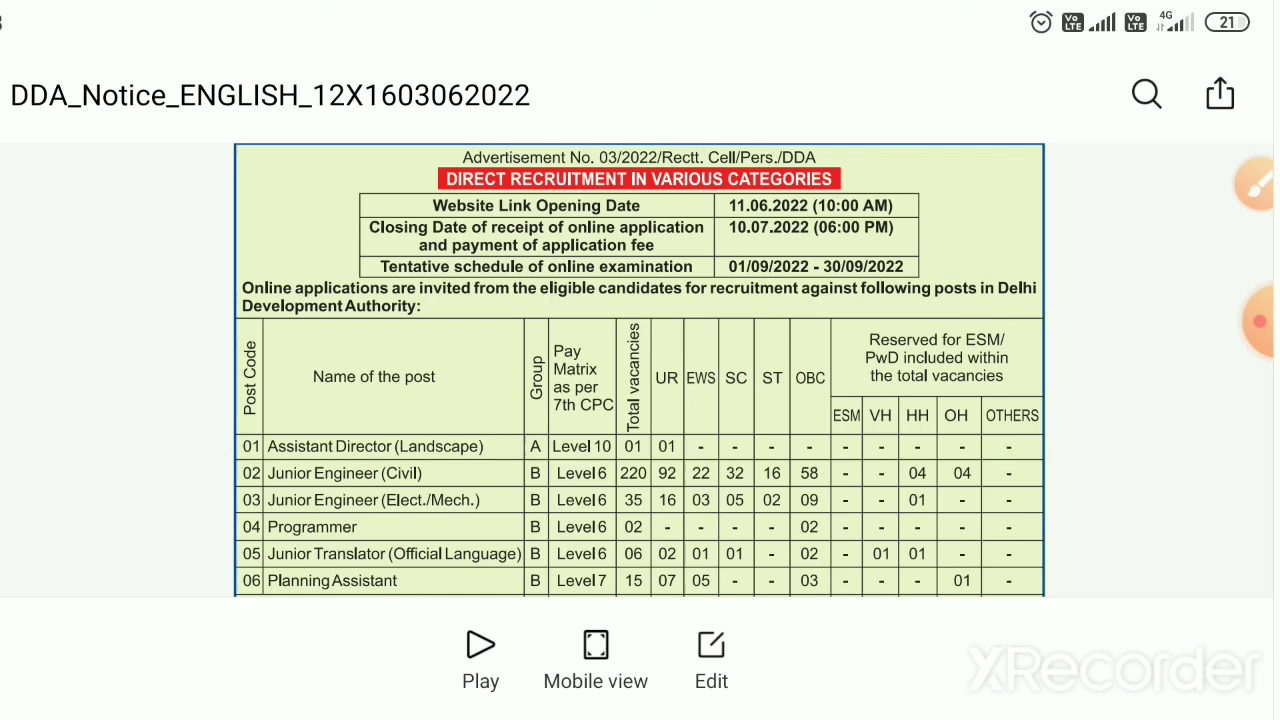 Vo LTE Vo LTE 4G 21
DDA_Notice_ENGLISH_12X1603062022
Advertisement No. 03/2022/Rectt. Cell/Pers./DDA
DIRECT RECRUITMENT IN VARIOUS CATEGORIES
Website Link Opening Date 11.06.2022 (10:00 AM)
Closing Date of receipt of online application 10.07.2022 (06:00 PM)
and payment of application fee
Tentative schedule of online examination 01/09/2022 - 30/09/2022
Online applications are invited from the eligible candidates for recruitment against following posts in Delhi
Development Authority:
Post Code Name of the post Group Pay Matrix as per 7th CPC Total vacancies UR EWS SC ST OBC Reserved for ESM/ PwD included within the total vacancies
ESM VH HH OH OTHERS
01 Assistant Director (Landscape) A Level 10 01 01 - - - - - - - - -
02 Junior Engineer (Civil) B Level 6 220 92 22 32 16 58 - - 04 04 -
03 Junior Engineer (Elect./Mech.) B Level 6 35 16 03 05 02 09 - - 01 -
04 Programmer B Level 6 02 - - - - 02 - - - - -
05 Junior Translator (Official Language) B Level 6 06 02 01 01 - 02 - 01 01 - -
06 Planning Assistant B Level 7 15 07 05 - - 03 - - - 01 -
Play Mobile view Edit
XRecorder